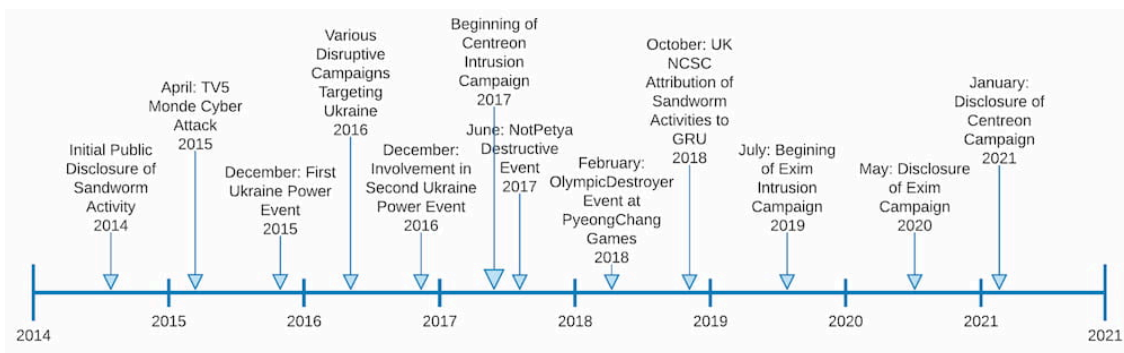 Initial Public
Disclosure of
Sandworm
Activity
2014
April: TV5
Monde Cyber
Attack
2015
December: First
Ukraine Power
Event
2015
Various
Disruptive
Campaigns
Targeting
Ukraine
2016
December:
Involvement in
Second Ukraine
Power Event
2016
Beginning of
Centreon
Intrusion
Campaign
2017
June: NotPetya
Destructive
Event
2017
February:
OlympicDestroyer
Event at
PyeongChang
Games
2018
October: UK
NCSC
Attribution of
Sandworm
Activities to
GRU
2018
July: Begining
of Exim
Intrusion
Campaign
2019
May: Disclosure
of Exim
Campaign
2020
January:
Disclosure of
Centreon
Campaign
2021
2014
2015
2016
2017
2018
2019
2020
2021
2021